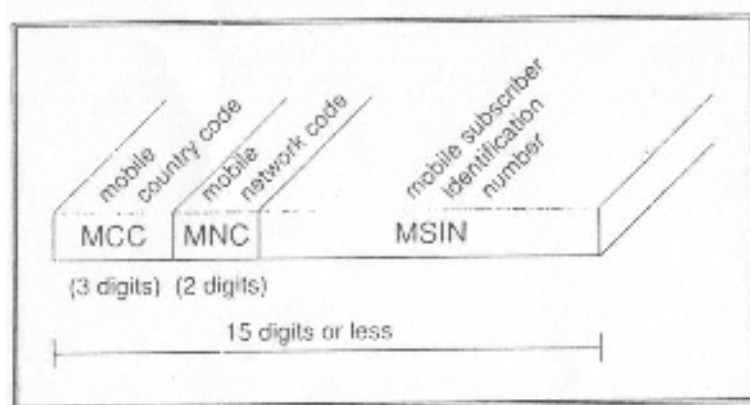 mobile
country code
mobile
network code
mobile subscriber
identification
number
MCC
MNC
MSIN
(3 digits)
(2 digits)
15 digits or less